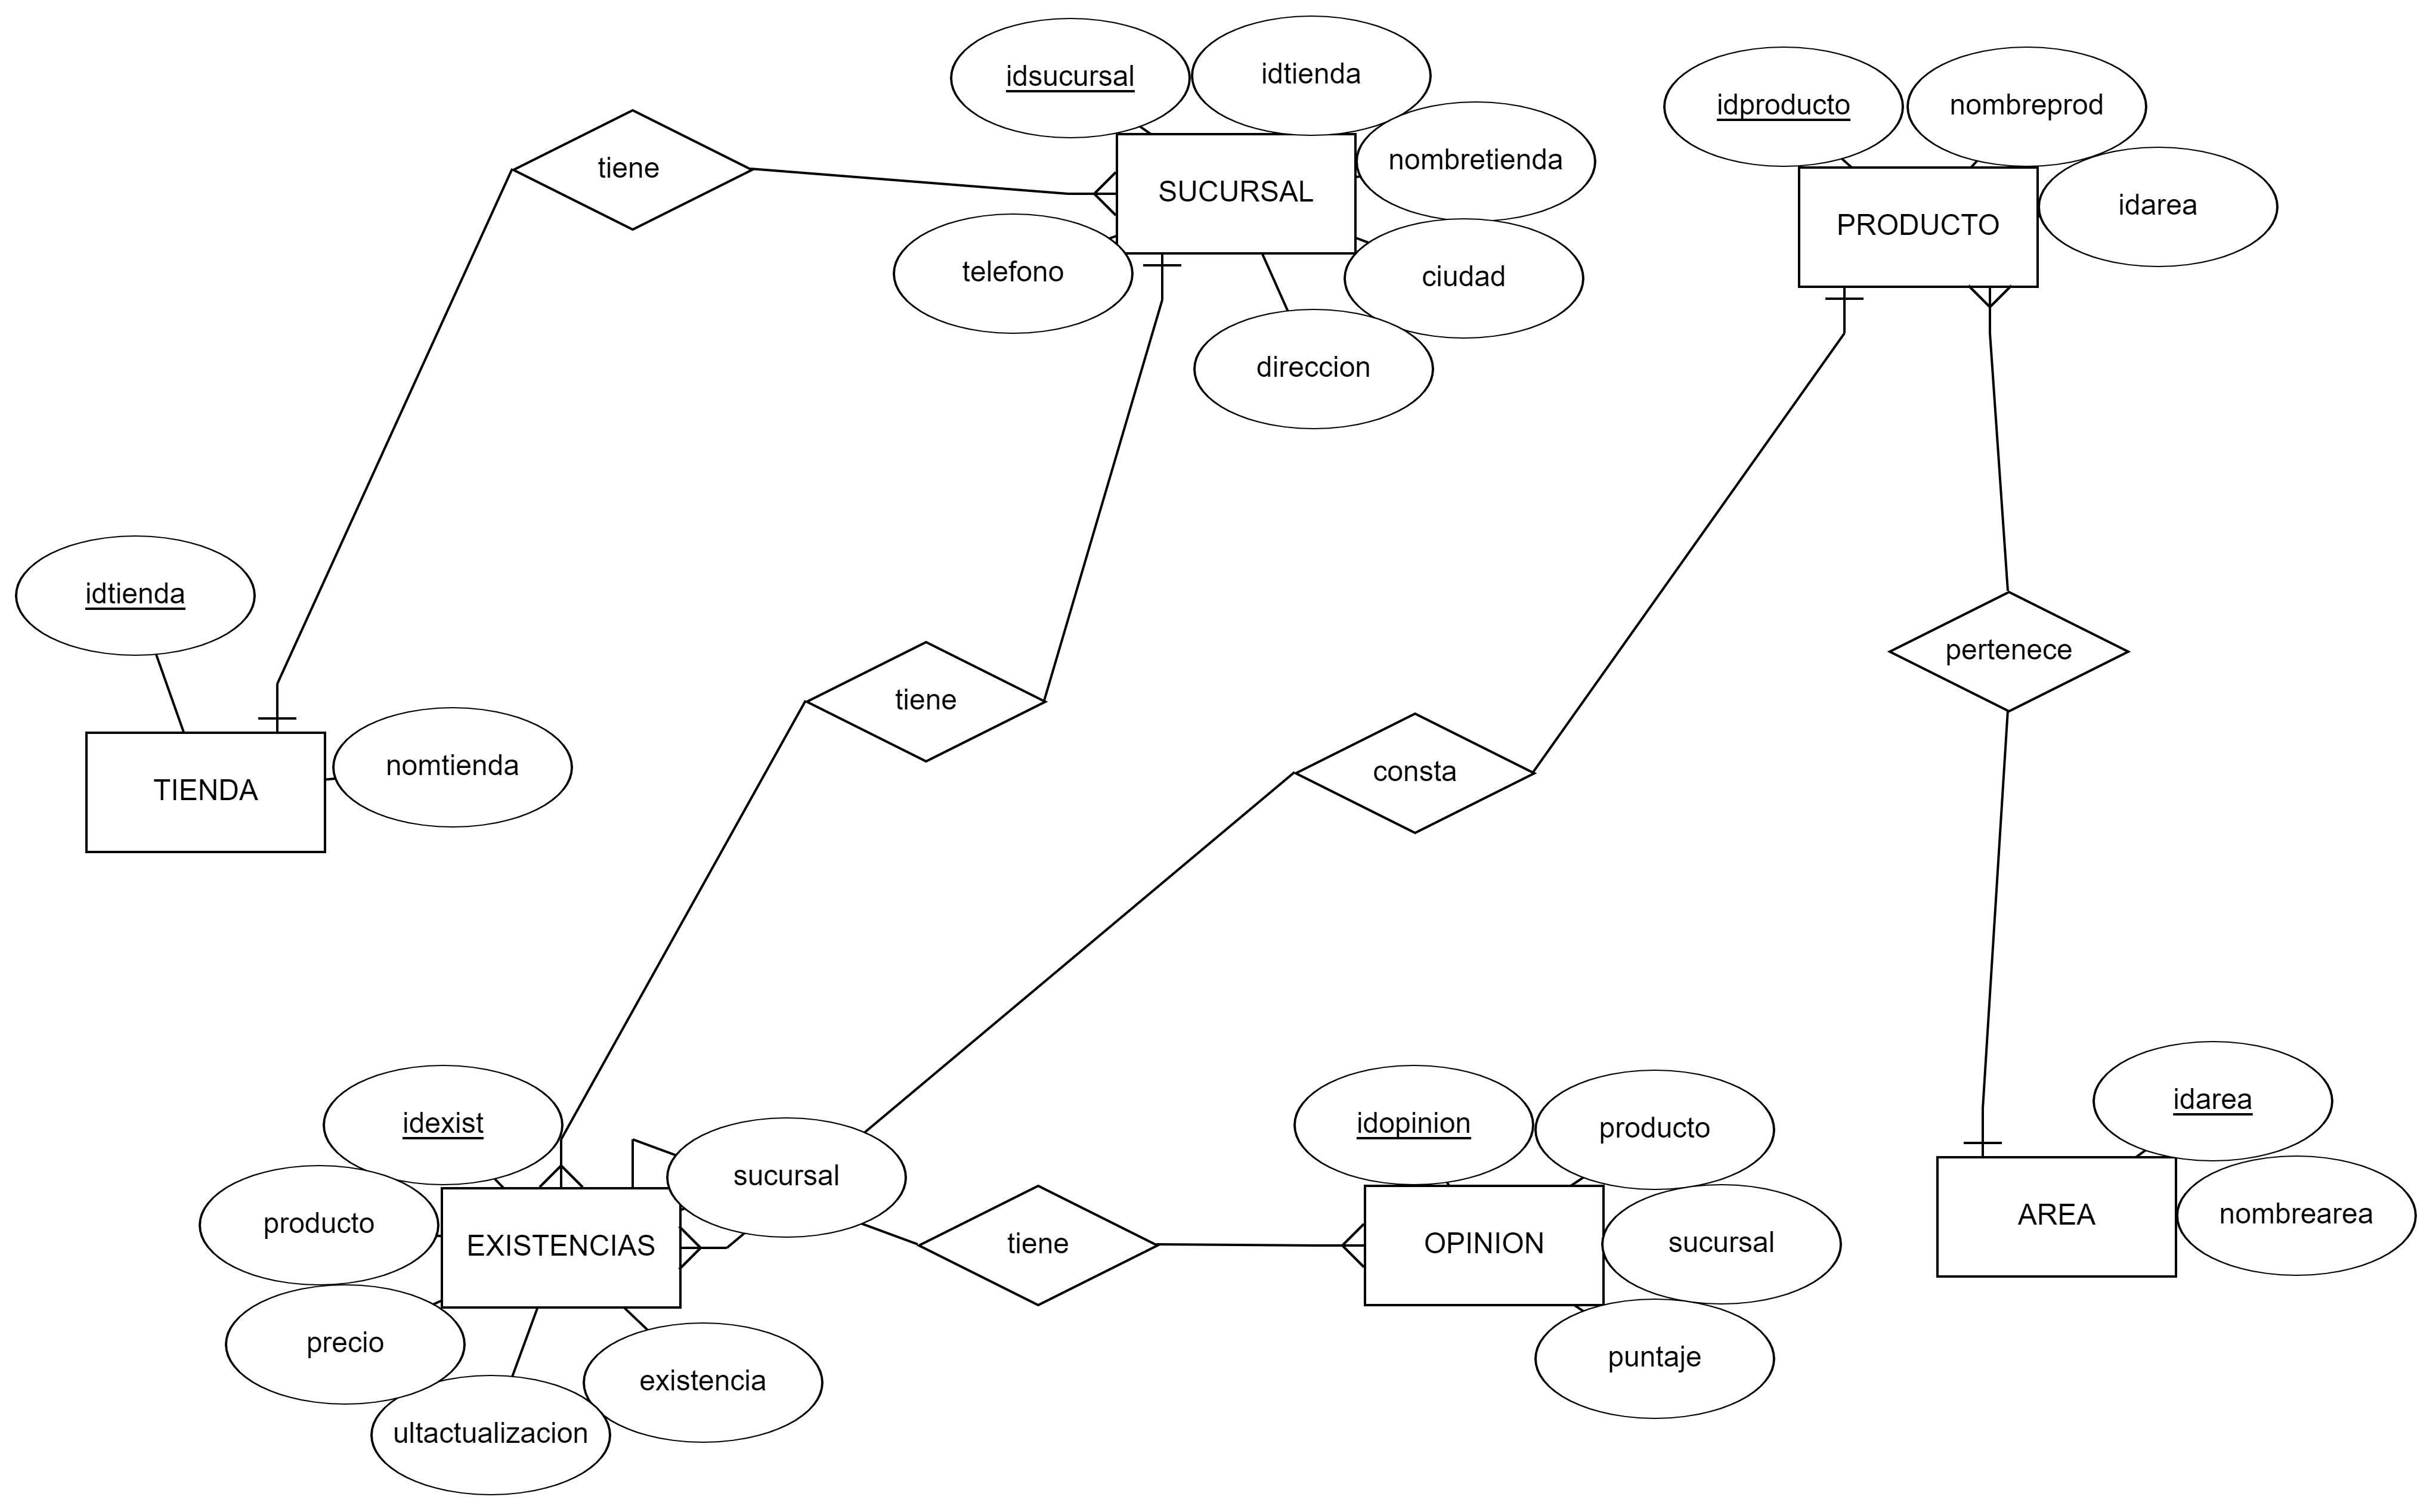 idsucursal
idtienda
nombretienda
SUCURSAL
telefono
ciudad
direccion
tiene
idproducto
nombreprod
idarea
PRODUCTO
idtienda
nomtienda
TIENDA
tiene
consta
pertenece
idexist
producto
sucursal
EXISTENCIAS
precio
ultactualizacion
existencia
tiene
idopinion
producto
OPINION
sucursal
puntaje
idarea
AREA
nombrearea